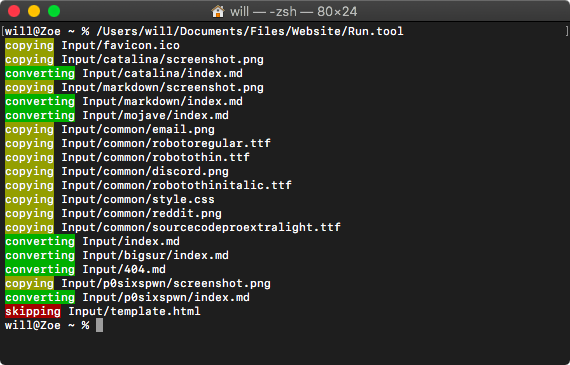 will — -zsh — 80×24
[will@Zoe ~ % /Users/will/Documents/Files/Website/Run.tool ]
copying Input/favicon.ico
copying Input/catalina/screenshot.png
converting Input/catalina/index.md
copying Input/markdown/screenshot.png
converting Input/markdown/index.md
converting Input/mojave/index.md
copying Input/common/email.png
copying Input/common/robotoregular.ttf
copying Input/common/robotothin.ttf
copying Input/common/discord.png
copying Input/common/robotothinitalic.ttf
copying Input/common/style.css
copying Input/common/reddit.png
copying Input/common/sourcecodeproextralight.ttf
converting Input/index.md
converting Input/bigsur/index.md
converting Input/404.md
copying Input/p0sixspwn/screenshot.png
converting Input/p0sixspwn/index.md
skipping Input/template.html
will@Zoe ~ %